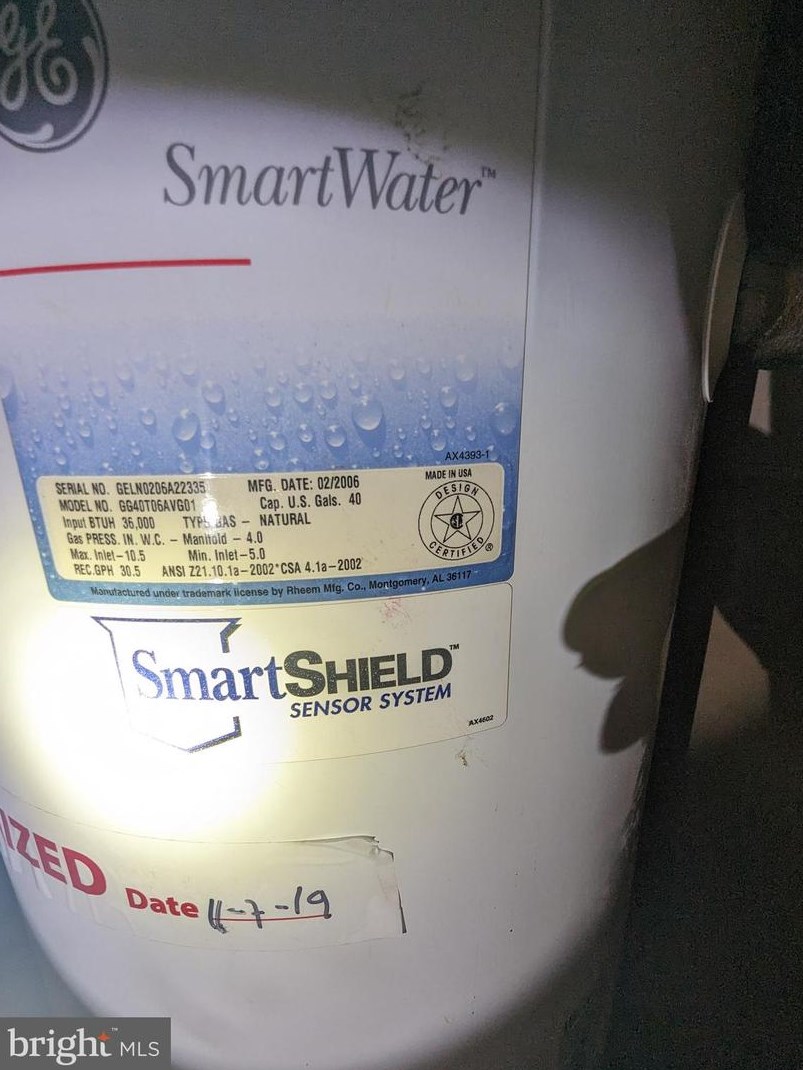 GE
SmartWater™
AX4393-1
SERIAL NO. GELN0206A22335 MFG. DATE: 02/2006
MODEL NO. GG40T06AVG01 Cap. U.S. Gals. 40
Input BTUH 36,000 TYPE GAS – NATURAL
Gas PRESS. IN. W.C. – Manifold – 4.0
Max. Inlet–10.5 Min. Inlet–5.0
REC.GPH 30.5 ANSI Z21.10.1a–2002*CSA 4.1a–2002
MADE IN USA
DESIGN
CERTIFIED ®
Manufactured under trademark license by Rheem Mfg. Co., Montgomery, AL 36117
SmartSHIELD™
SENSOR SYSTEM
AX4602
IZED
Date 11-7-19
bright™ MLS